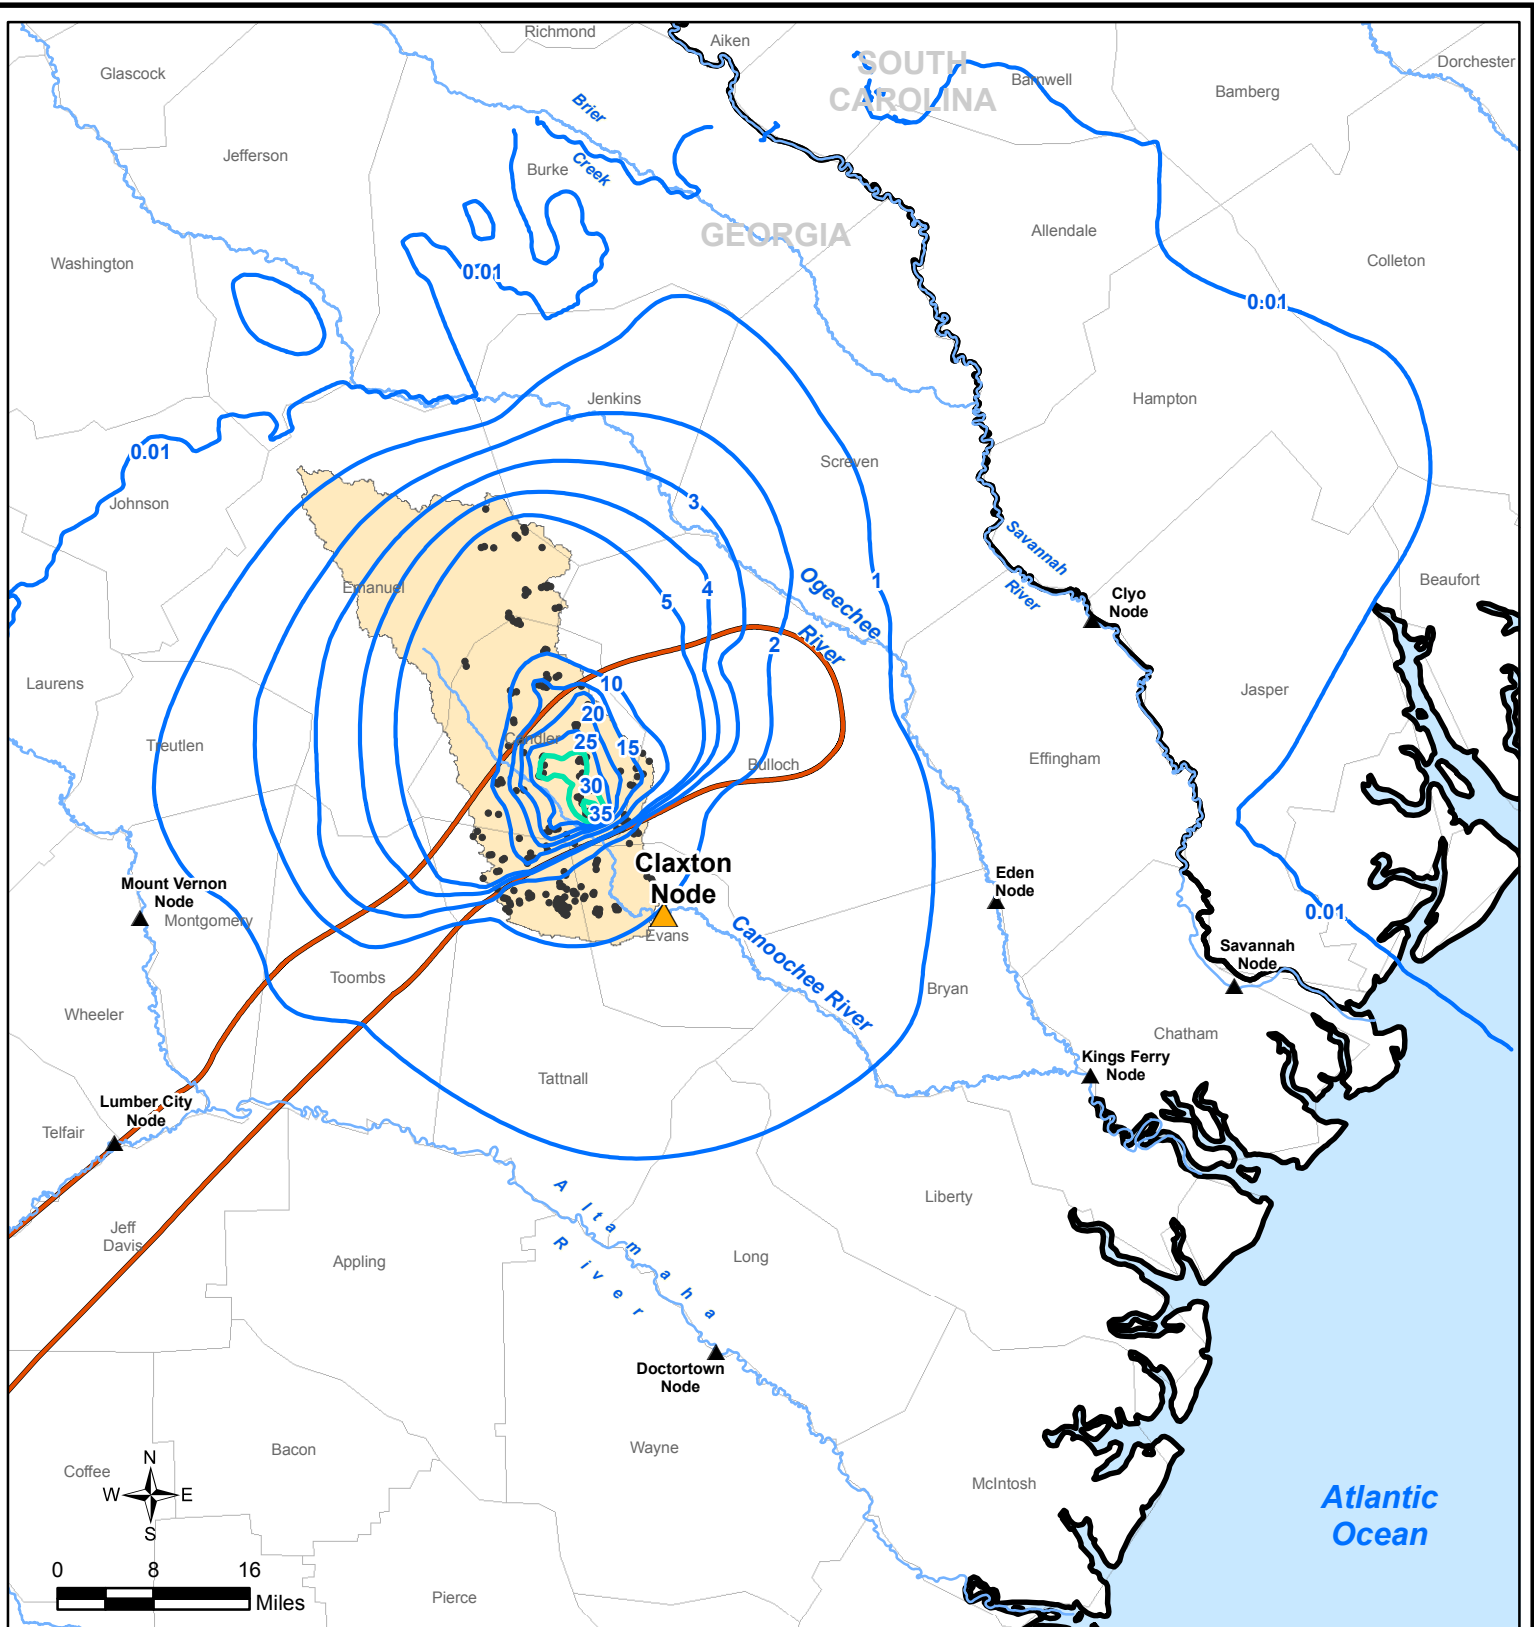 Richmond
Aiken
Glascock
SOUTH
CAROLINA
Barnwell
Dorchester
Bamberg
Brier
Creek
Jefferson
Burke
GEORGIA
Allendale
Washington
Colleton
0.01
0.01
Jenkins
Hampton
0.01
Screven
Johnson
3
Savannah
River
Ogeechee
River
1
Emanuel
4
5
Clyo
Node
Beaufort
2
Laurens
10
Jasper
20
Treutlen
Candler
25
15
Bulloch
Effingham
30
35
Claxton
Node
Eden
Node
Mount Vernon
Node
Montgomery
0.01
Evans
Canoochee River
Savannah
Node
Toombs
Bryan
Wheeler
Chatham
Kings Ferry
Node
Tattnall
Lumber City
Node
Telfair
Altamaha
River
Liberty
Jeff
Davis
Appling
Long
Doctortown
Node
Bacon
Wayne
Coffee
McIntosh
Atlantic
Ocean
N
W
E
S
0
8
16
Miles
Pierce